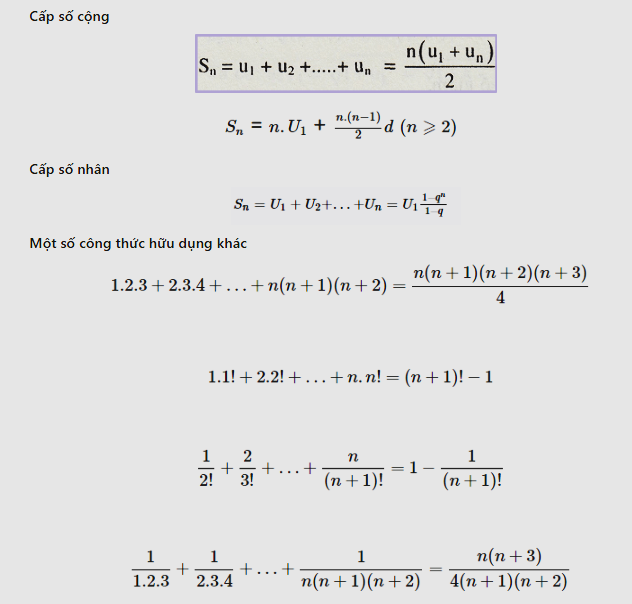 Cấp số cộng
Sₙ = u₁ + u₂ +.....+ uₙ = n(u₁ + uₙ)/2
Sₙ = n.U₁ + n.(n−1)/2 d (n ⩾ 2)
Cấp số nhân
Sₙ = U₁ + U₂+...+Uₙ = U₁ 1−qⁿ/1−q
Một số công thức hữu dụng khác
1.2.3 + 2.3.4 + ... + n(n + 1)(n + 2) = n(n + 1)(n + 2)(n + 3)/4
1.1! + 2.2! + ... + n.n! = (n + 1)! − 1
1/2! + 2/3! + ... + n/(n + 1)! = 1 − 1/(n + 1)!
1/1.2.3 + 1/2.3.4 + ... + 1/n(n + 1)(n + 2) = n(n + 3)/4(n + 1)(n + 2)